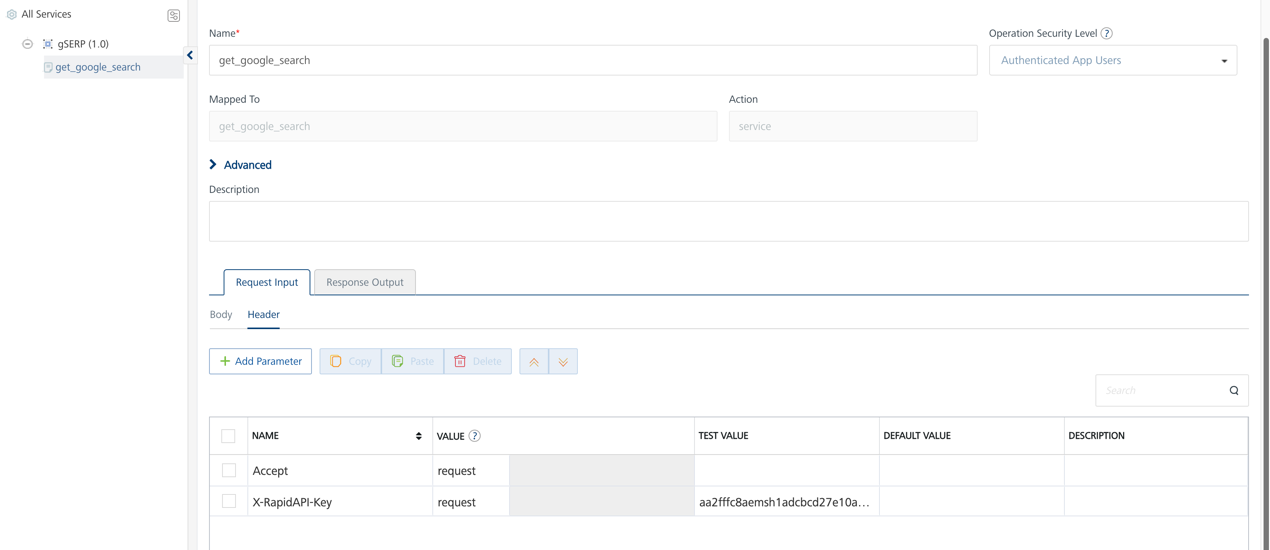 All Services
gSERP (1.0)
get_google_search
Name*
Operation Security Level ?
get_google_search
Authenticated App Users
Mapped To
Action
get_google_search
service
Advanced
Description
Request Input
Response Output
Body
Header
+ Add Parameter
Copy
Paste
Delete
Search
NAME VALUE ? TEST VALUE DEFAULT VALUE DESCRIPTION
Accept request
X-RapidAPI-Key request aa2fffc8aemsh1adcbcd27e10a...